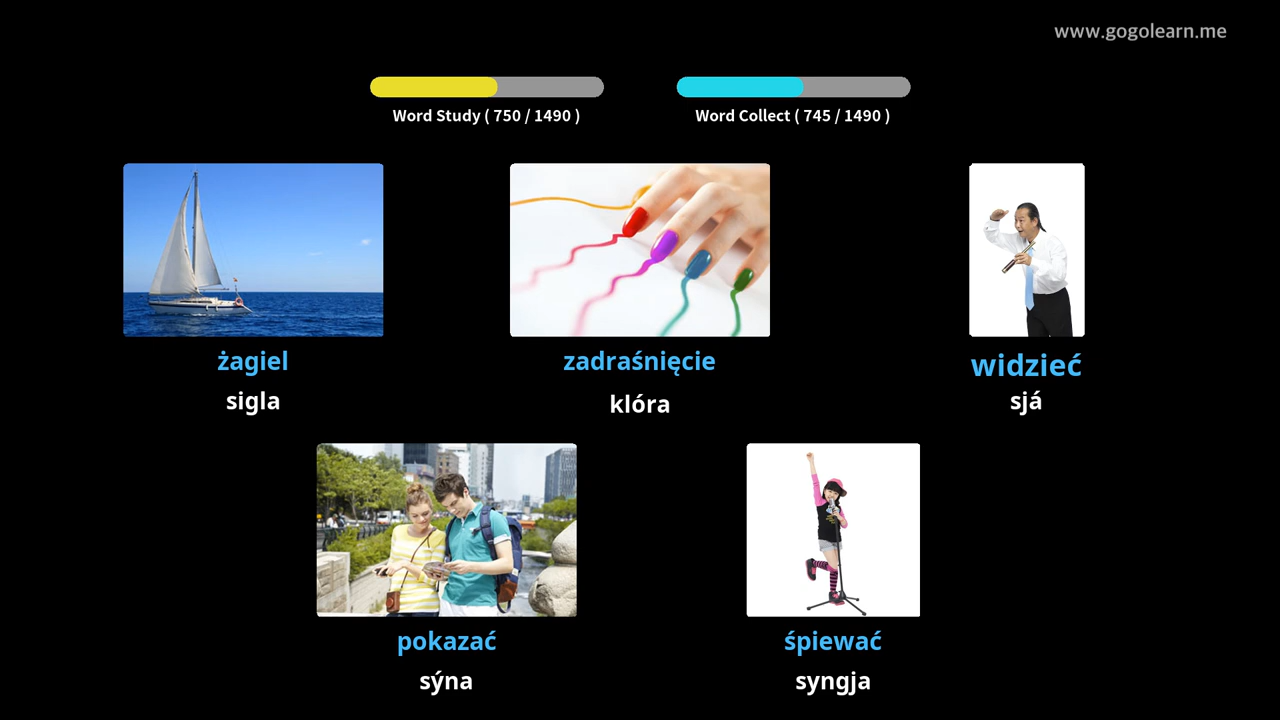 www.gogolearn.me
Word Study ( 750 / 1490 )
Word Collect ( 745 / 1490 )
żagiel
sigla
zadraśnięcie
klóra
widzieć
sjá
pokazać
sýna
śpiewać
syngja